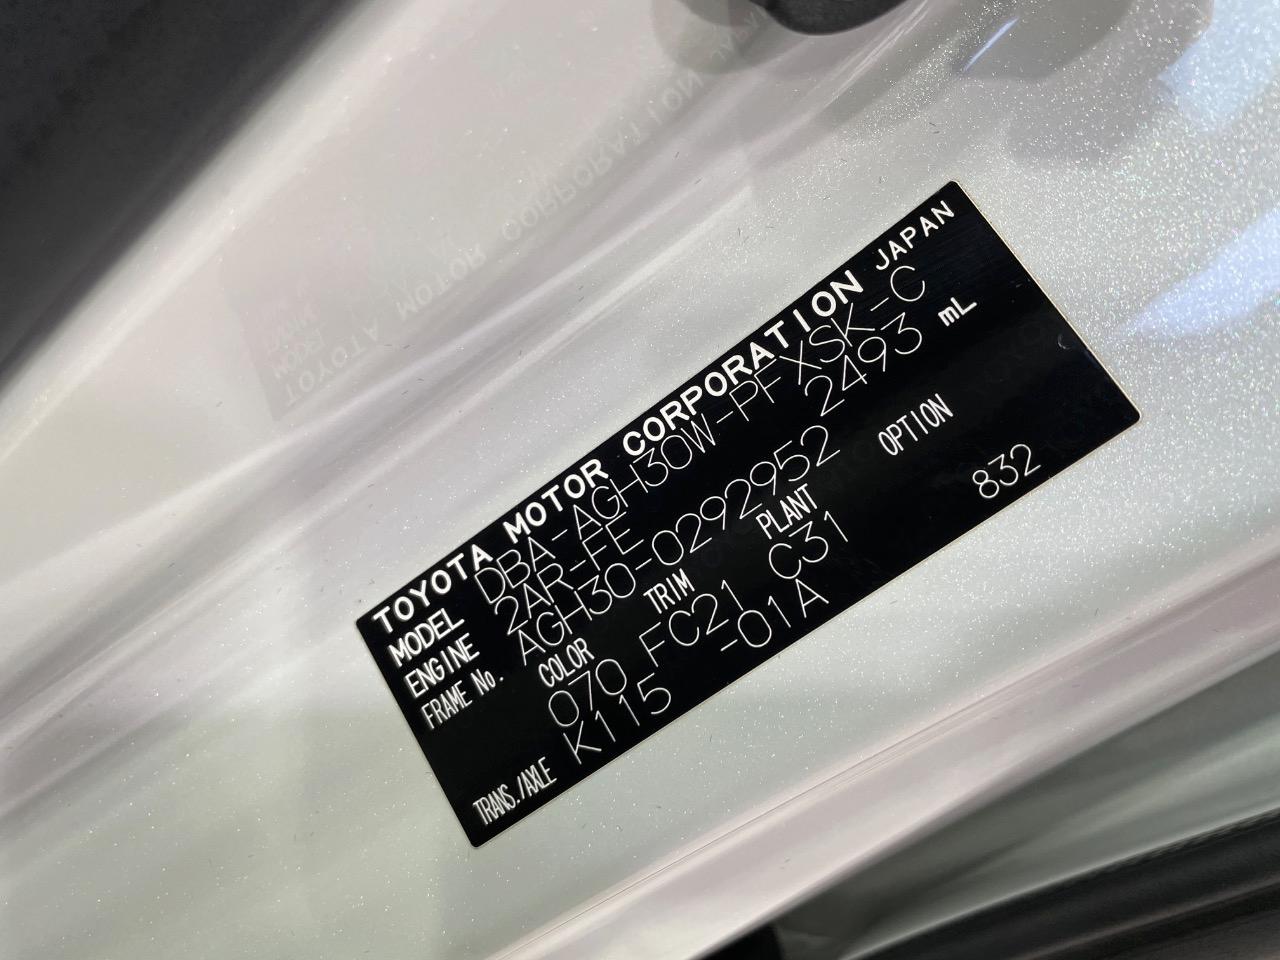 TOYOTA MOTOR CORPORATION JAPAN
MODEL DBA-AGH30W-PFXSK-C
ENGINE 2AR-FE 2493 mL
FRAME No. AGH30-0292952
COLOR TRIM PLANT OPTION
070 FC21 C31 832
TRANS./AXLE K115 -01A